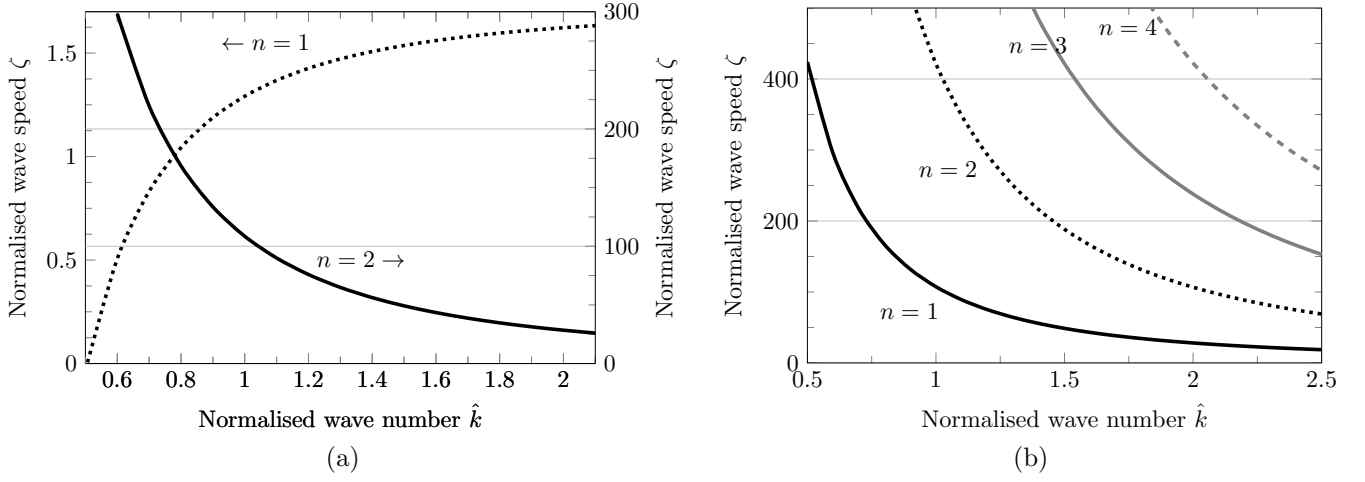 Normalised wave speed ζ
0
0.5
1
1.5
← n = 1
n = 2 →
0
100
200
300
Normalised wave speed ζ
0.6 0.8 1 1.2 1.4 1.6 1.8 2
Normalised wave number k̂
(a)
Normalised wave speed ζ
0
200
400
n = 1
n = 2
n = 3
n = 4
0.5 1 1.5 2 2.5
Normalised wave number k̂
(b)